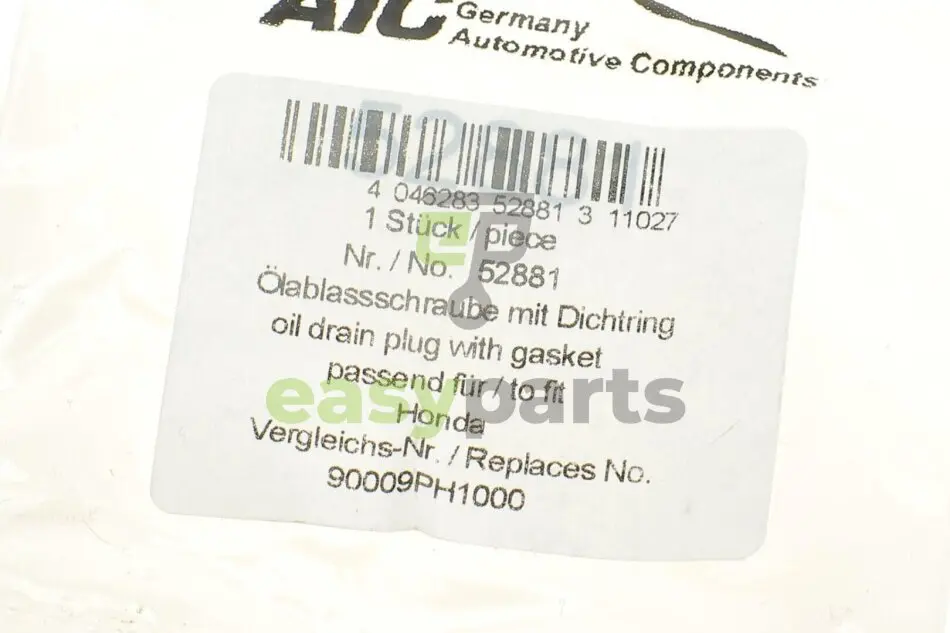 AIC
Germany
Automotive Components
52881
4 046283 52881 3 11027
1 Stück / piece
Nr. / No. 52881
Ölablassschraube mit Dichtring
oil drain plug with gasket
passend für / to fit
easyparts
Honda
Vergleichs-Nr. / Replaces No.
90009PH1000